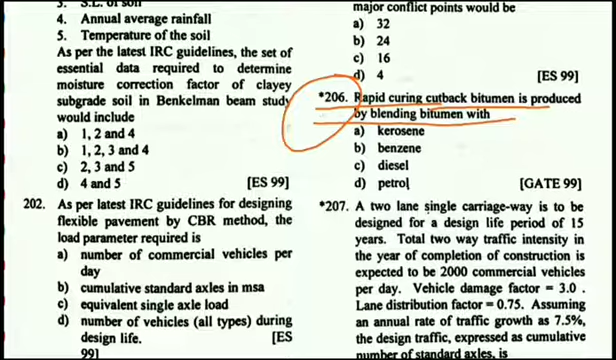 3. S.L. of soil
4. Annual average rainfall
5. Temperature of the soil
As per the latest IRC guidelines, the set of
essential data required to determine
moisture correction factor of clayey
subgrade soil in Benkelman beam study
would include
a) 1, 2 and 4
b) 1, 2, 3 and 4
c) 2, 3 and 5
d) 4 and 5 [ES 99]
202. As per latest IRC guidelines for designing
flexible pavement by CBR method, the
load parameter required is
a) number of commercial vehicles per
day
b) cumulative standard axles in msa
c) equivalent single axle load
d) number of vehicles (all types) during
design life. [ES
99]
major conflict points would be
a) 32
b) 24
c) 16
d) 4 [ES 99]
*206. Rapid curing cutback bitumen is produced
by blending bitumen with
a) kerosene
b) benzene
c) diesel
d) petrol [GATE 99]
*207. A two lane single carriage-way is to be
designed for a design life period of 15
years. Total two way traffic intensity in
the year of completion of construction is
expected to be 2000 commercial vehicles
per day. Vehicle damage factor = 3.0 .
Lane distribution factor = 0.75. Assuming
an annual rate of traffic growth as 7.5%,
the design traffic, expressed as cumulative
number of standard axles, is